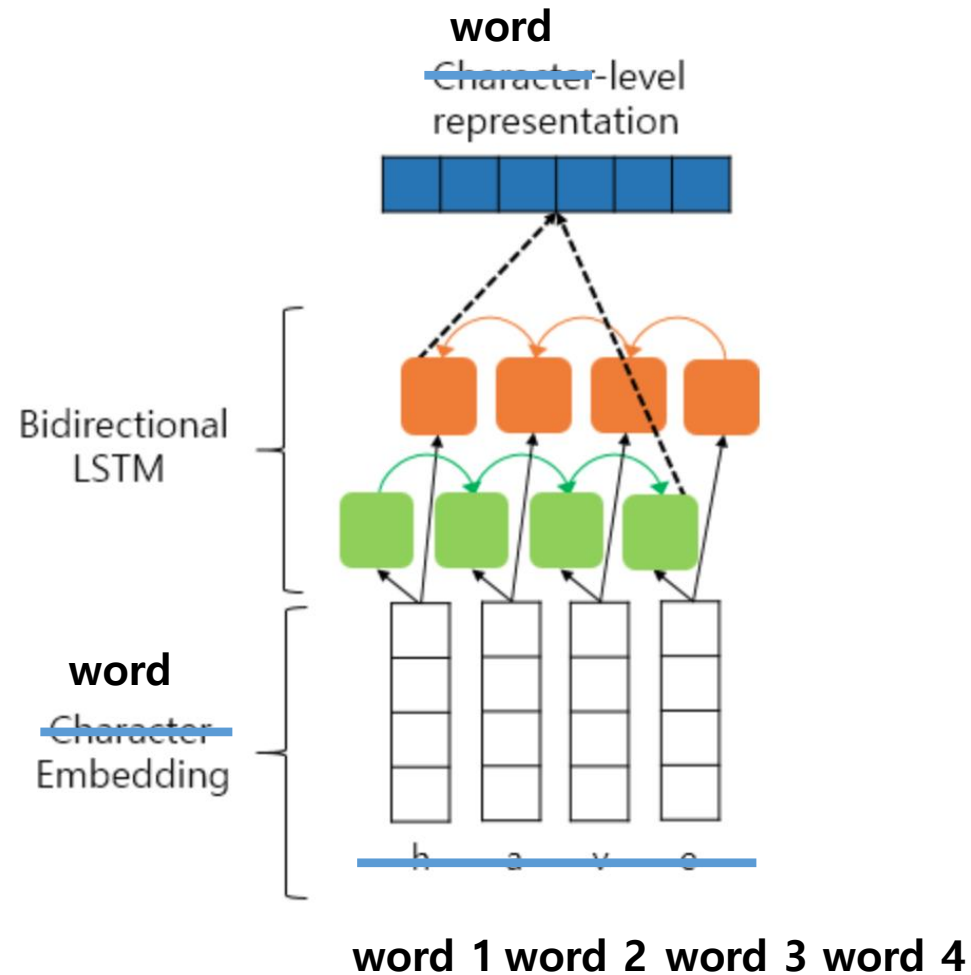 word
Character-level
representation
Bidirectional
LSTM
word
Character
Embedding
h a v e
word 1 word 2 word 3 word 4